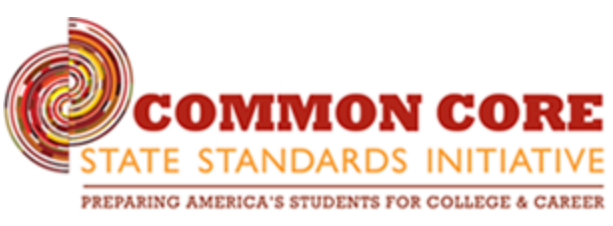 COMMON CORE
STATE STANDARDS INITIATIVE
PREPARING AMERICA'S STUDENTS FOR COLLEGE & CAREER